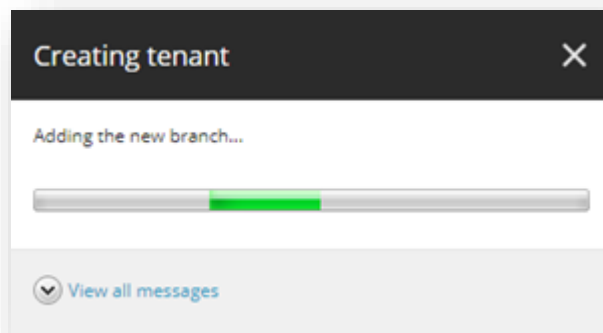 Creating tenant
Adding the new branch...
View all messages